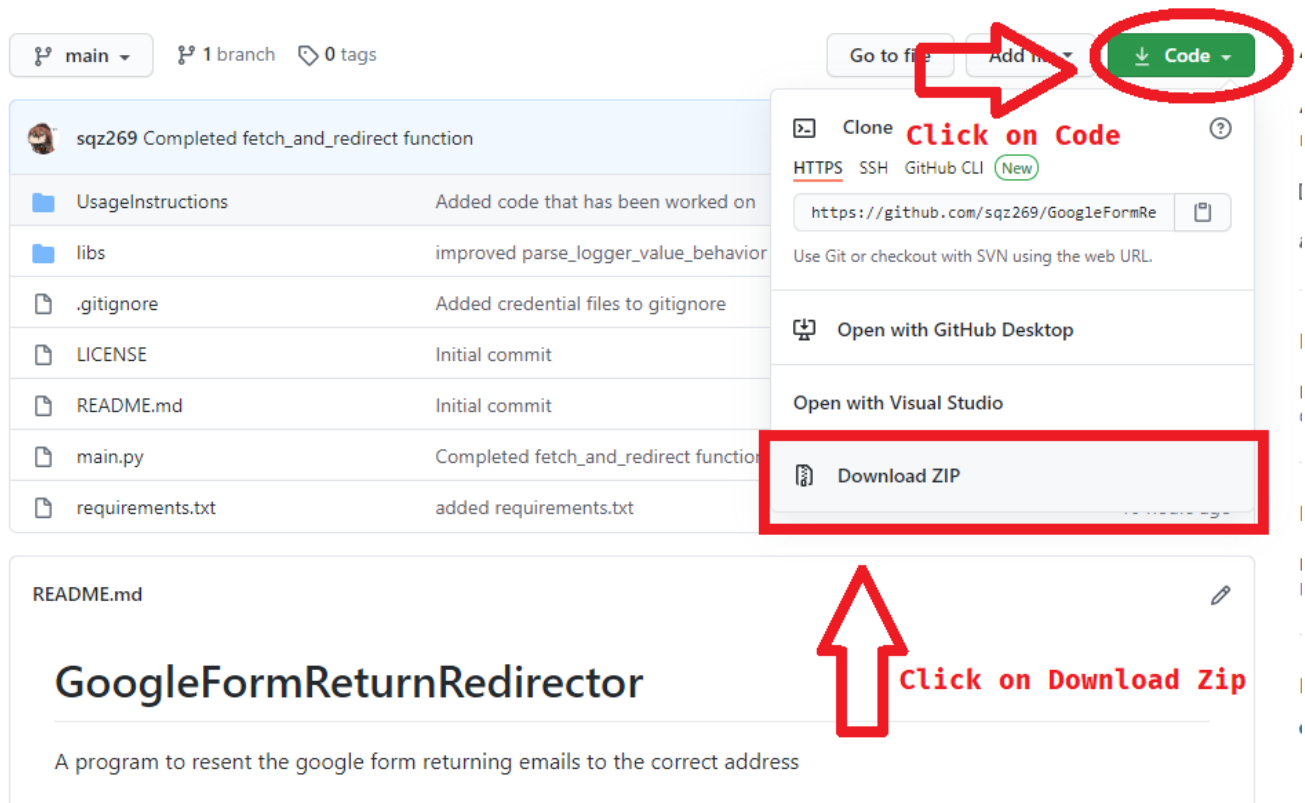 main 1 branch 0 tags Go to file Add Code
sqz269 Completed fetch_and_redirect function
Clone
Click on Code
HTTPS SSH GitHub CLI New
https://github.com/sqz269/GoogleFormRe
Use Git or checkout with SVN using the web URL.
UsageInstructions Added code that has been worked on
libs improved parse_logger_value_behavior
.gitignore Added credential files to gitignore
Open with GitHub Desktop
LICENSE Initial commit
README.md Initial commit
Open with Visual Studio
main.py Completed fetch_and_redirect function
Download ZIP
requirements.txt added requirements.txt
README.md
GoogleFormReturnRedirector
Click on Download Zip
A program to resent the google form returning emails to the correct address